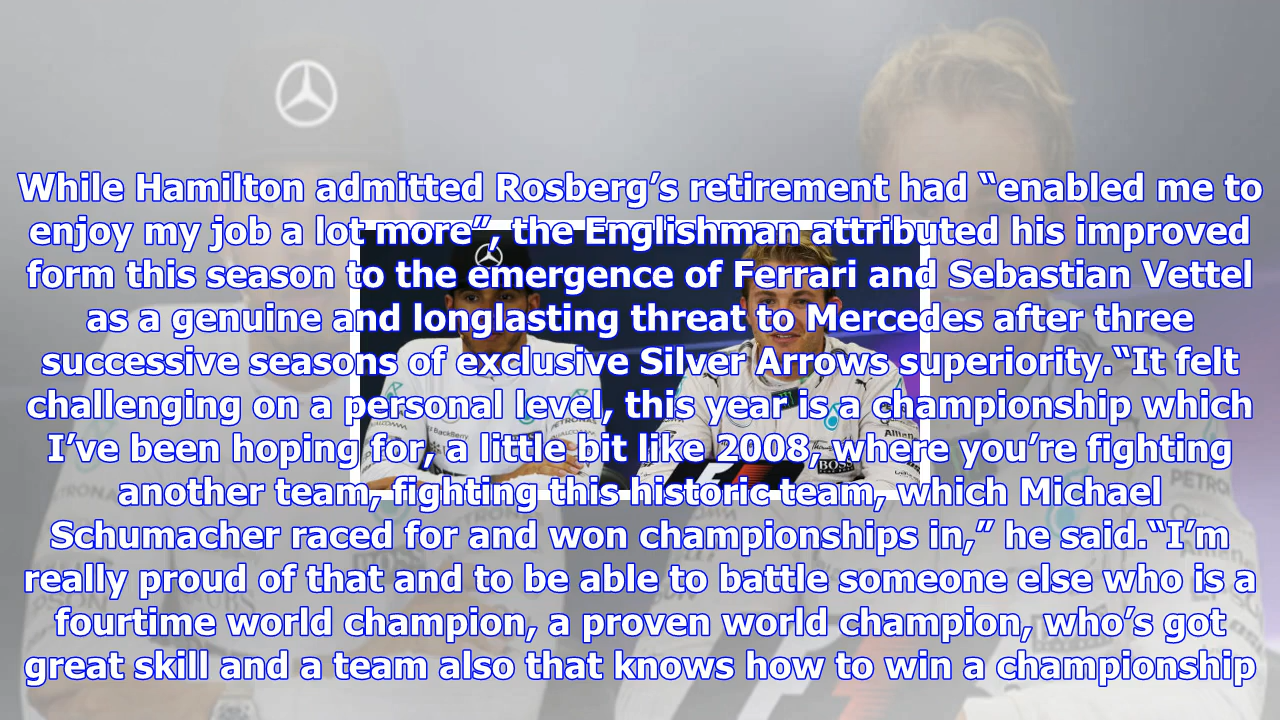 While Hamilton admitted Rosberg’s retirement had “enabled me to
enjoy my job a lot more”, the Englishman attributed his improved
form this season to the emergence of Ferrari and Sebastian Vettel
as a genuine and longlasting threat to Mercedes after three
successive seasons of exclusive Silver Arrows superiority.“It felt
challenging on a personal level, this year is a championship which
I’ve been hoping for, a little bit like 2008, where you’re fighting
another team, fighting this historic team, which Michael
Schumacher raced for and won championships in,” he said.“I’m
really proud of that and to be able to battle someone else who is a
fourtime world champion, a proven world champion, who’s got
great skill and a team also that knows how to win a championship
BlackBerry
BOSS